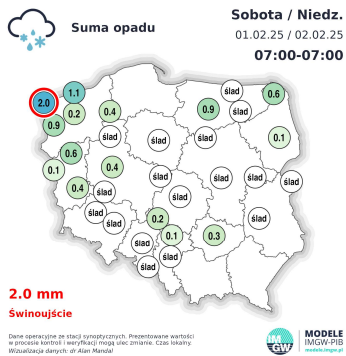 Suma opadu
Sobota / Niedz.
01.02.25 / 02.02.25
07:00-07:00
2.0
1.1
0.2
0.9
0.4
ślad
0.9
ślad
ślad
0.6
0.1
ślad
0.6
0.1
0.4
0.4
ślad
ślad
ślad
ślad
ślad
ślad
ślad
ślad
ślad
0.2
0.1
0.3
ślad
ślad
ślad
ślad
2.0 mm
Świnoujście
Dane operacyjne ze stacji synoptycznych. Prezentowane wartości
w procesie kontroli i weryfikacji mogą ulec zmianie. Czas lokalny.
Wizualizacja danych: dr Alan Mandal
IM
GW
MODELE
IMGW-PIB
modele.imgw.pl